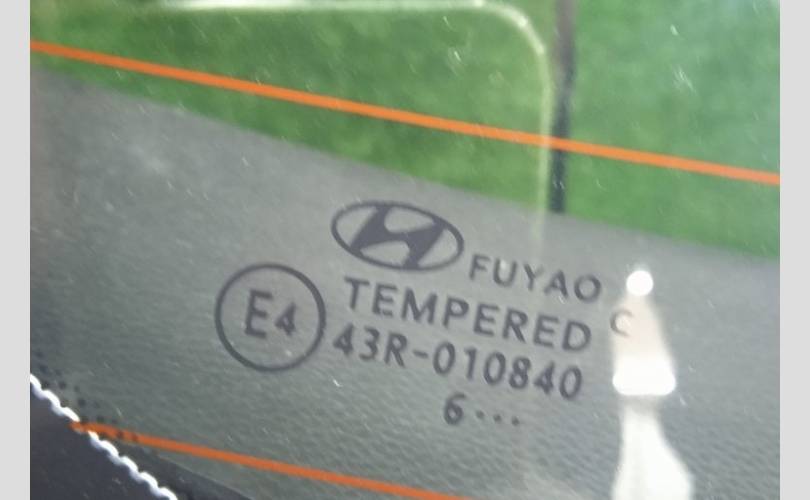 FUYAO
TEMPERED C
E4
43R-010840
6···